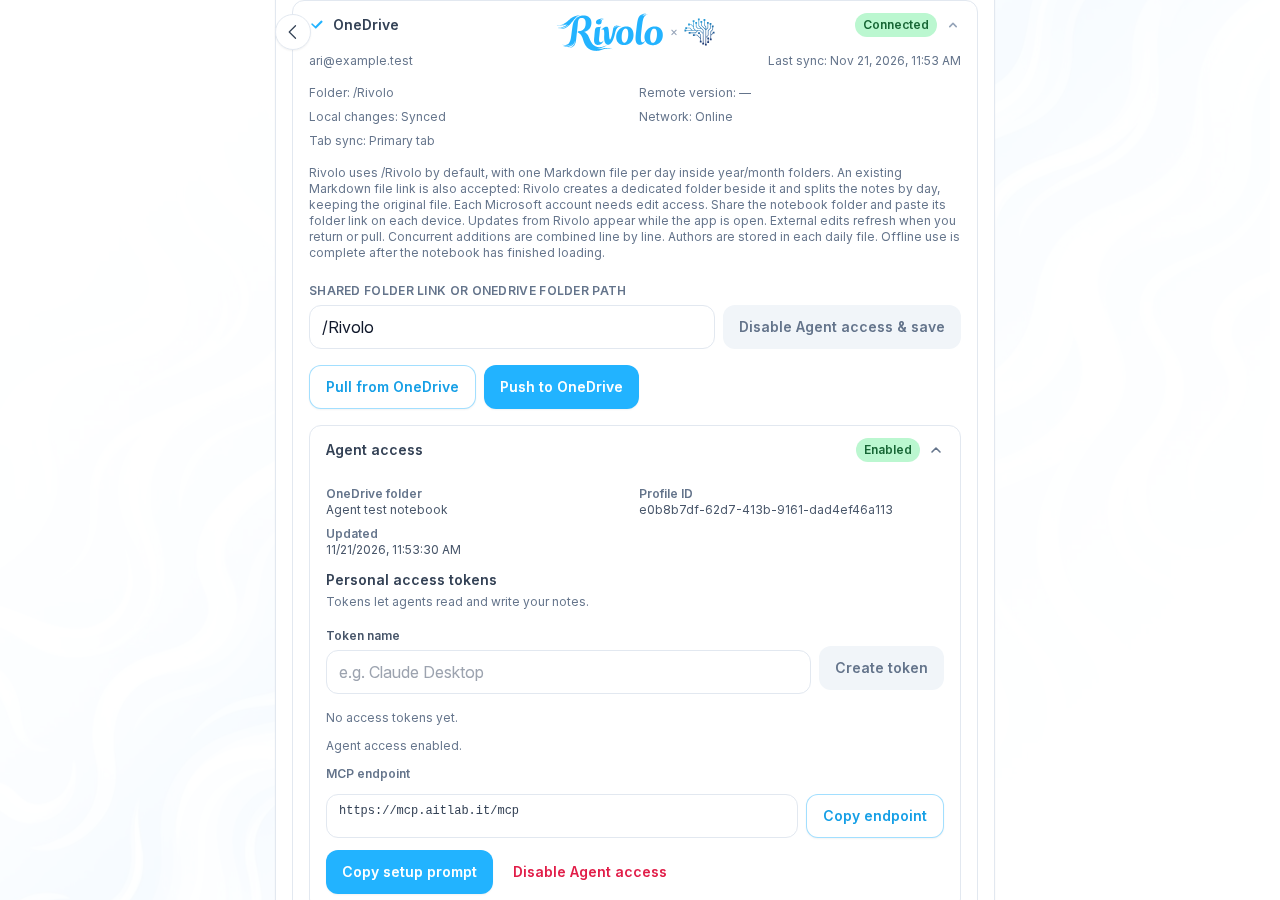 OneDrive
Rivolo
×
Connected
ari@example.test
Last sync: Nov 21, 2026, 11:53 AM
Folder: /Rivolo
Remote version: —
Local changes: Synced
Network: Online
Tab sync: Primary tab
Rivolo uses /Rivolo by default, with one Markdown file per day inside year/month folders. An existing
Markdown file link is also accepted: Rivolo creates a dedicated folder beside it and splits the notes by day,
keeping the original file. Each Microsoft account needs edit access. Share the notebook folder and paste its
folder link on each device. Updates from Rivolo appear while the app is open. External edits refresh when you
return or pull. Concurrent additions are combined line by line. Authors are stored in each daily file. Offline use is
complete after the notebook has finished loading.
SHARED FOLDER LINK OR ONEDRIVE FOLDER PATH
/Rivolo
Disable Agent access & save
Pull from OneDrive
Push to OneDrive
Agent access
Enabled
OneDrive folder
Profile ID
Agent test notebook
e0b8b7df-62d7-413b-9161-dad4ef46a113
Updated
11/21/2026, 11:53:30 AM
Personal access tokens
Tokens let agents read and write your notes.
Token name
e.g. Claude Desktop
Create token
No access tokens yet.
Agent access enabled.
MCP endpoint
https://mcp.aitlab.it/mcp
Copy endpoint
Copy setup prompt
Disable Agent access